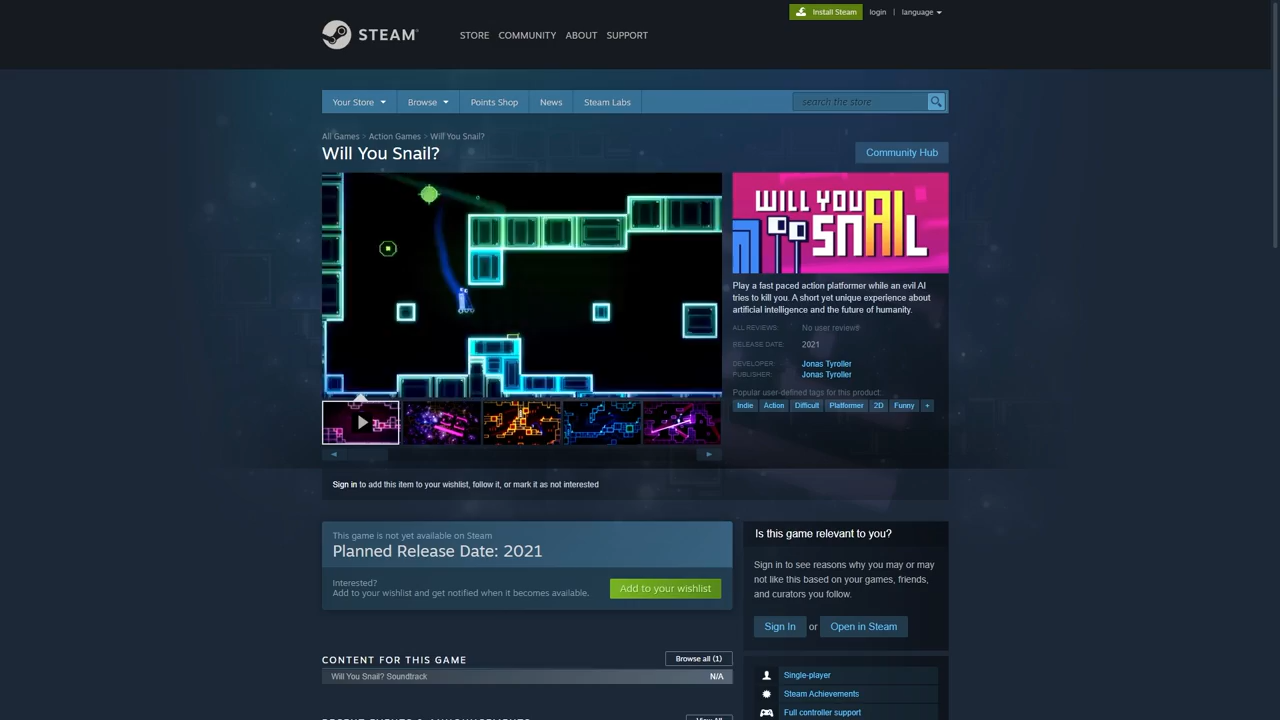 Install Steam
login | language
STEAM
STORE COMMUNITY ABOUT SUPPORT
Your Store Browse Points Shop News Steam Labs
search the store
All Games > Action Games > Will You Snail?
Will You Snail?
Community Hub
WILL YOU
SNAIL
Play a fast paced action platformer while an evil AI
tries to kill you. A short yet unique experience about
artificial intelligence and the future of humanity.
ALL REVIEWS: No user reviews
RELEASE DATE: 2021
DEVELOPER: Jonas Tyroller
PUBLISHER: Jonas Tyroller
Popular user-defined tags for this product:
Indie Action Difficult Platformer 2D Funny +
Sign in to add this item to your wishlist, follow it, or mark it as not interested
This game is not yet available on Steam
Planned Release Date: 2021
Interested?
Add to your wishlist and get notified when it becomes available.
Add to your wishlist
Is this game relevant to you?
Sign in to see reasons why you may or may
not like this based on your games, friends,
and curators you follow.
Sign In or Open in Steam
CONTENT FOR THIS GAME
Browse all (1)
Will You Snail? Soundtrack N/A
RECENT EVENTS & ANNOUNCEMENTS
View All
Single-player
Steam Achievements
Full controller support